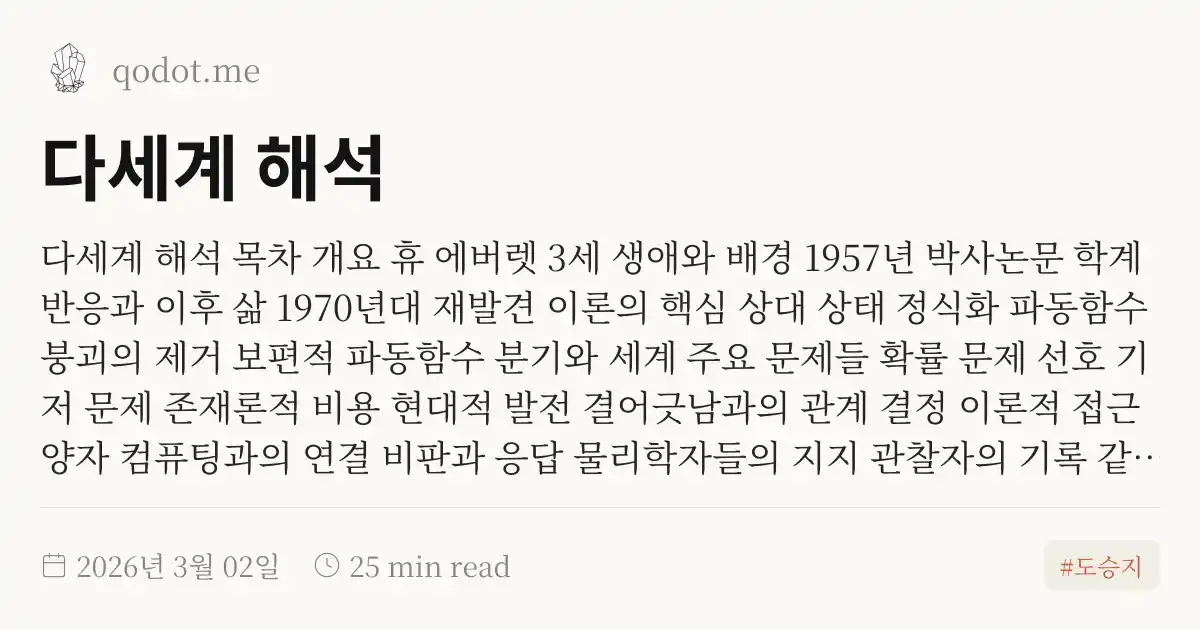 qodot.me
다세계 해석
다세계 해석 목차 개요 휴 에버렛 3세 생애와 배경 1957년 박사논문 학계
반응과 이후 삶 1970년대 재발견 이론의 핵심 상대 상태 정식화 파동함수
붕괴의 제거 보편적 파동함수 분기와 세계 주요 문제들 확률 문제 선호 기
저 문제 존재론적 비용 현대적 발전 결어긋남과의 관계 결정 이론적 접근
양자 컴퓨팅과의 연결 비판과 응답 물리학자들의 지지 관찰자의 기록 같…
2026년 3월 02일 25 min read
#도승지